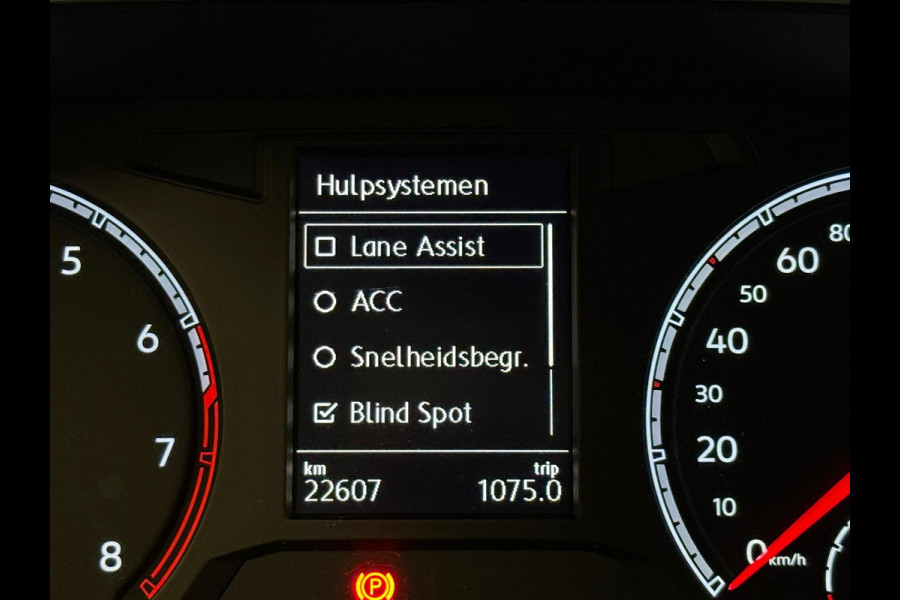 Hulpsystemen
Lane Assist
ACC
Snelheidsbegr.
Blind Spot
km trip
22607 1075.0
5
6
7
8
80
60
50
40
30
20
10
0 km/h
P